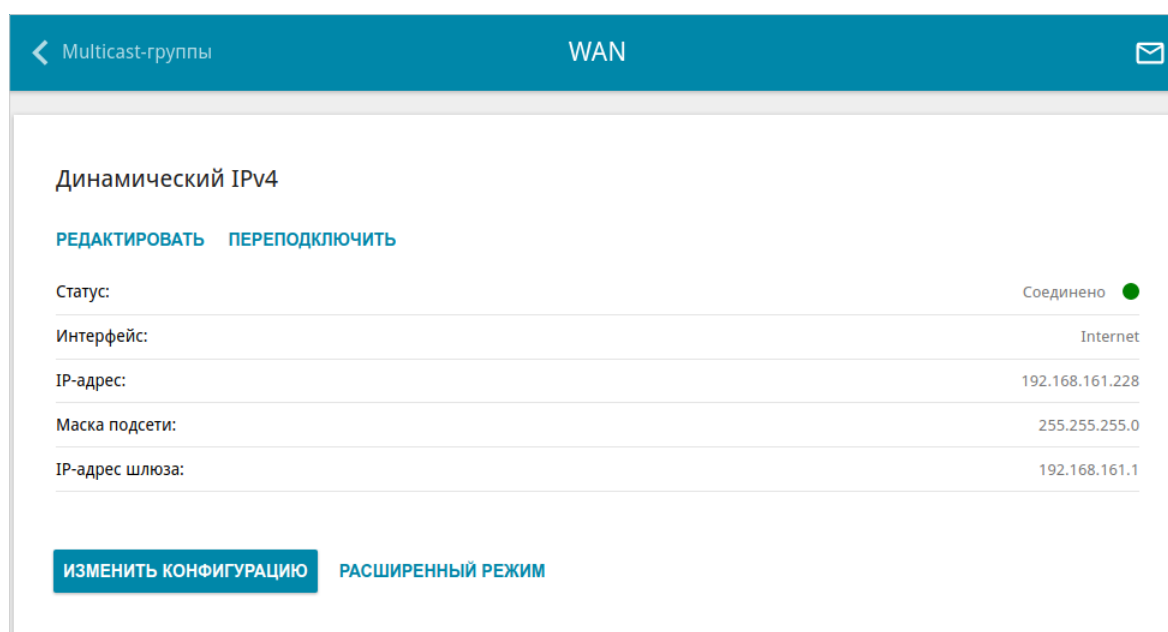 Multicast-группы
WAN
Динамический IPv4
РЕДАКТИРОВАТЬ ПЕРЕПОДКЛЮЧИТЬ
Статус: Соединено
Интерфейс: Internet
IP-адрес: 192.168.161.228
Маска подсети: 255.255.255.0
IP-адрес шлюза: 192.168.161.1
ИЗМЕНИТЬ КОНФИГУРАЦИЮ РАСШИРЕННЫЙ РЕЖИМ